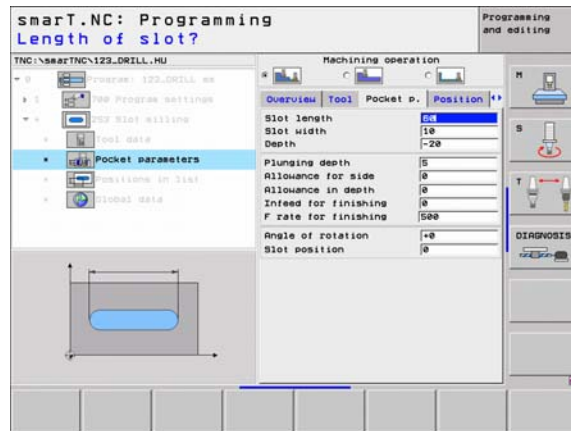 smarT.NC: Programming
Programming and editing
Length of slot?
TNC:\smarTNC\123_DRILL.HU
0 Program: 123_DRILL mm
1 700 Program settings
253 Slot milling
Tool data
Pocket parameters
Positions in list
Global data
Machining operation
Overview Tool Pocket p. Position
Slot length 60
Slot width 10
Depth -20
Plunging depth 5
Allowance for side 0
Allowance in depth 0
Infeed for finishing 0
F rate for finishing 500
Angle of rotation +0
Slot position 0
M
S
T
DIAGNOSIS